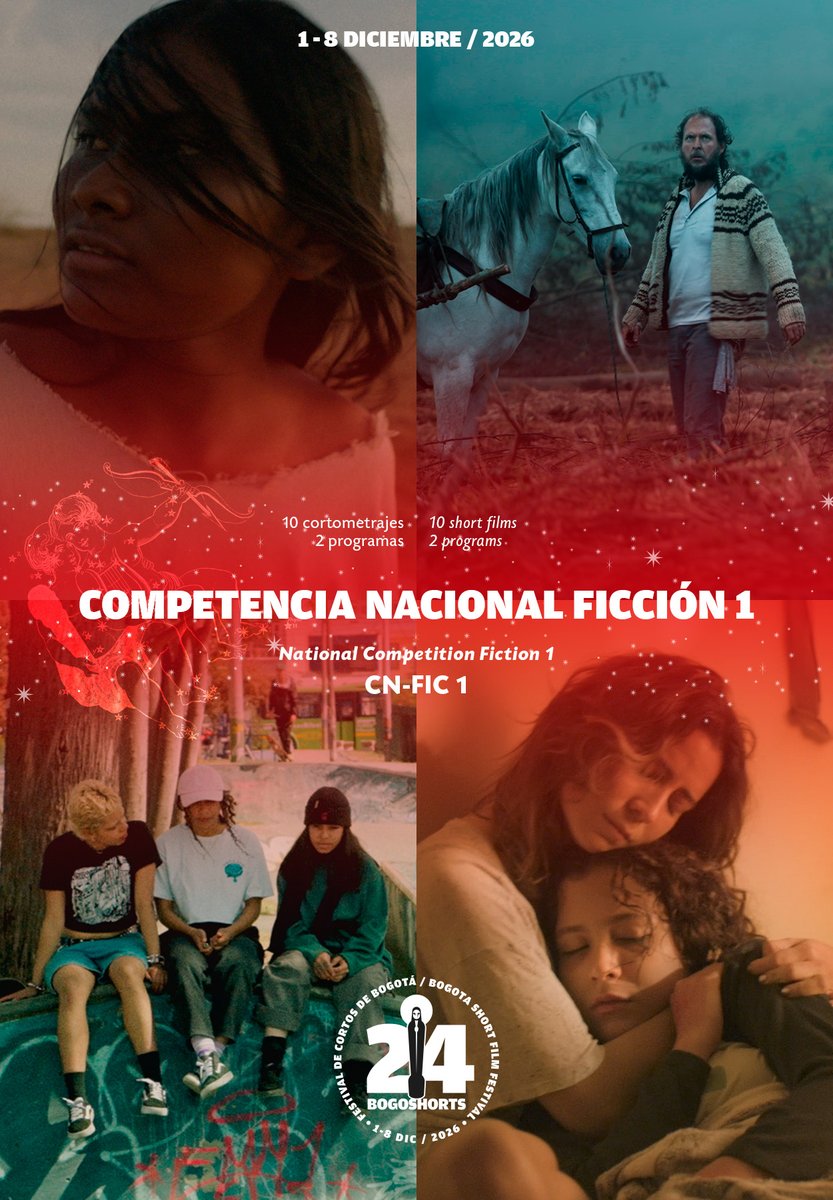 1 - 8 DICIEMBRE / 2026
10 cortometrajes
2 programas
10 short films
2 programs
COMPETENCIA NACIONAL FICCIÓN 1
National Competition Fiction 1
CN-FIC 1
FESTIVAL DE CORTOS DE BOGOTÁ / BOGOTA SHORT FILM FESTIVAL
24
BOGOSHORTS
• 1-8 DIC / 2026 •